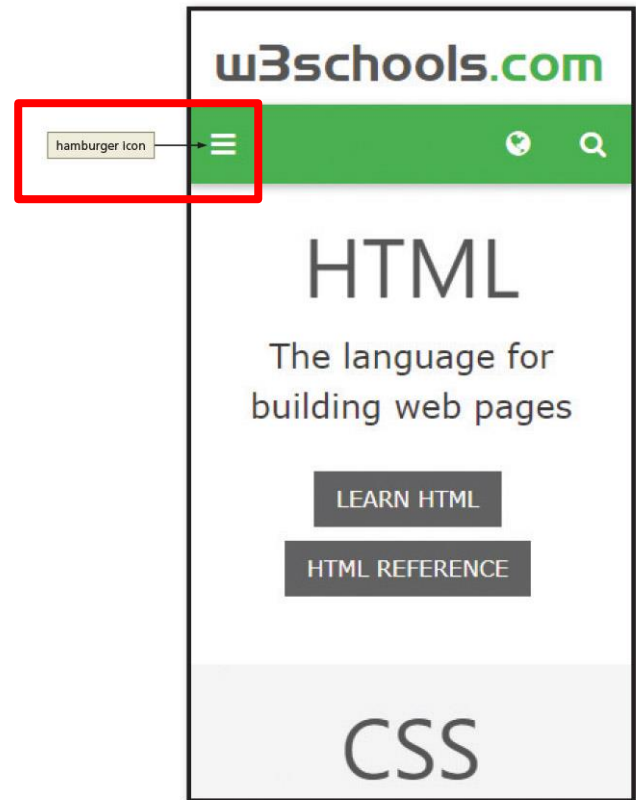 w3schools.com
hamburger icon
HTML
The language for
building web pages
LEARN HTML
HTML REFERENCE
CSS